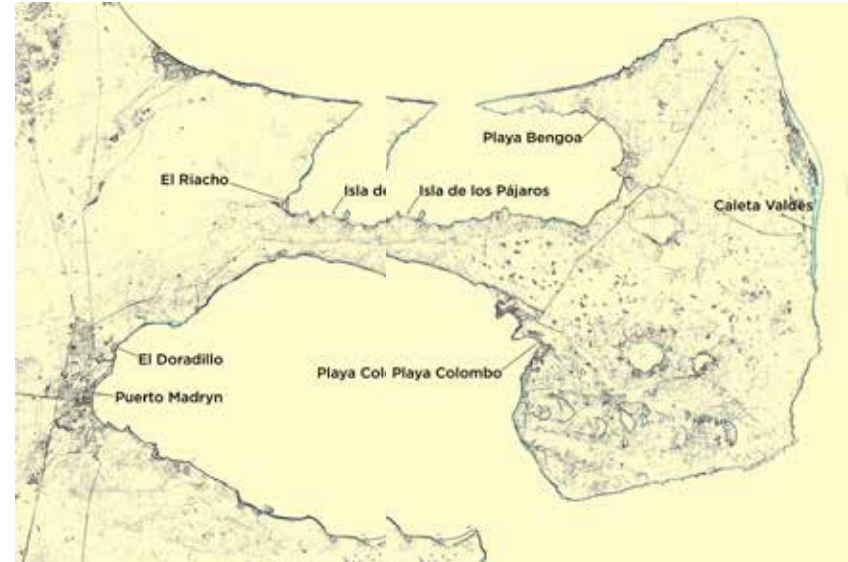 Playa Bengoa
El Riacho
Isla de
Isla de los Pájaros
Caleta Valdés
El Doradillo
Playa Col
Playa Colombo
Puerto Madryn